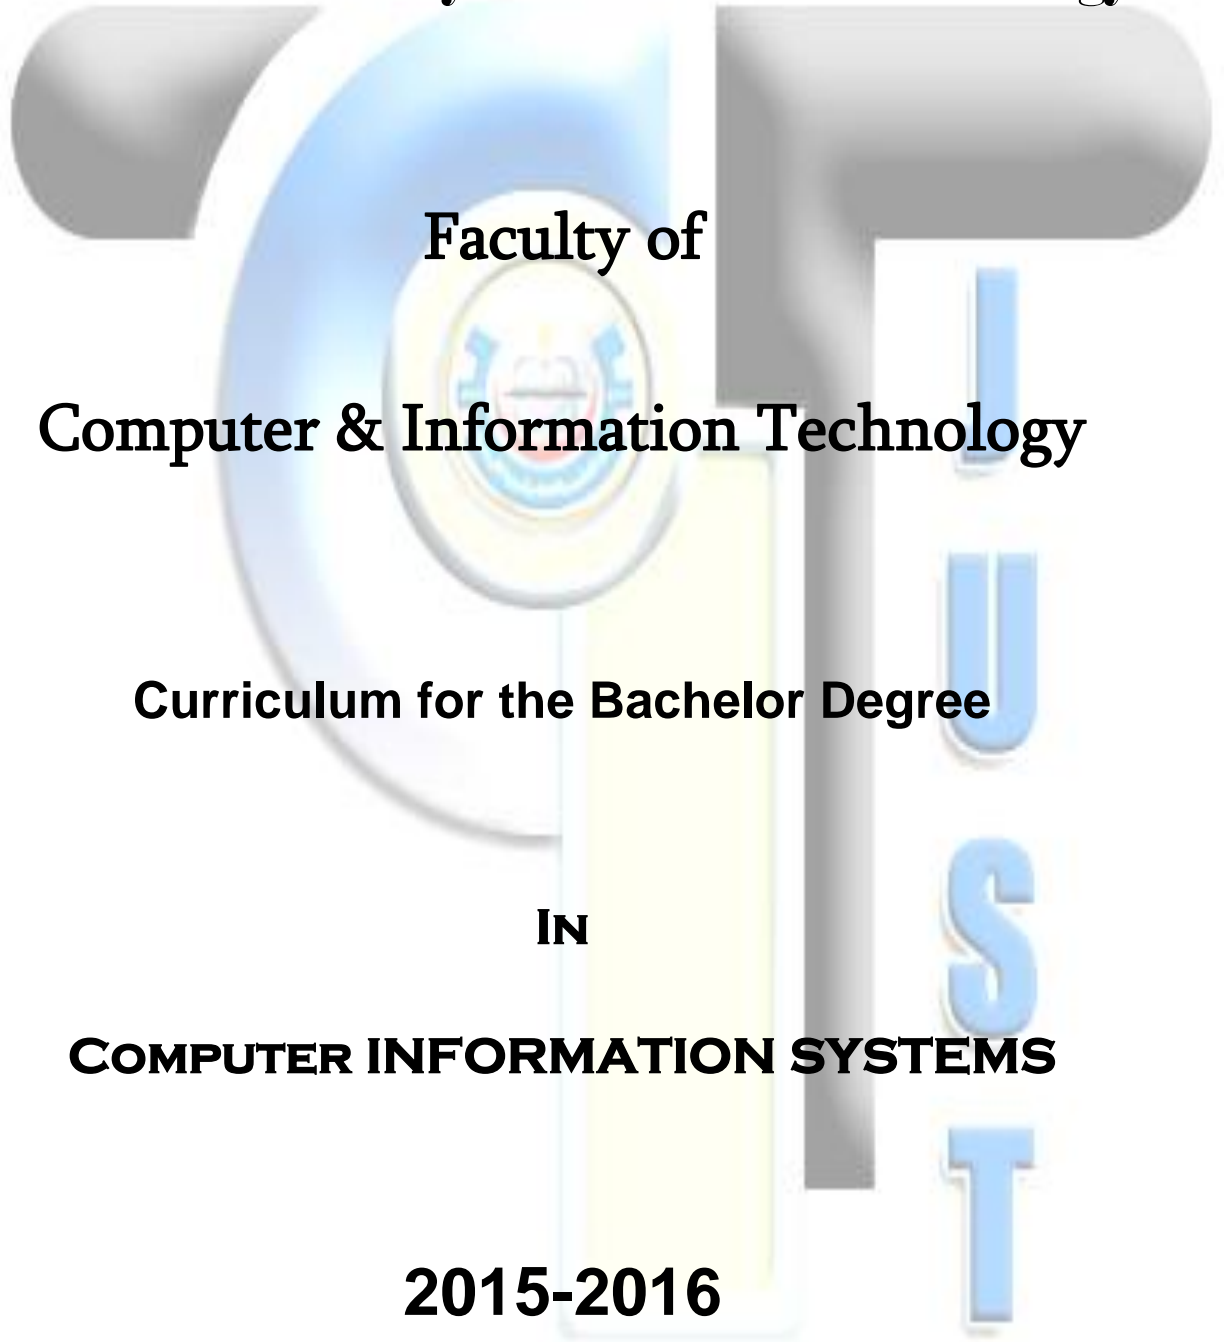 Faculty of
Computer & Information Technology
Curriculum for the Bachelor Degree
IN
COMPUTER INFORMATION SYSTEMS
2015-2016
J
U
S
T